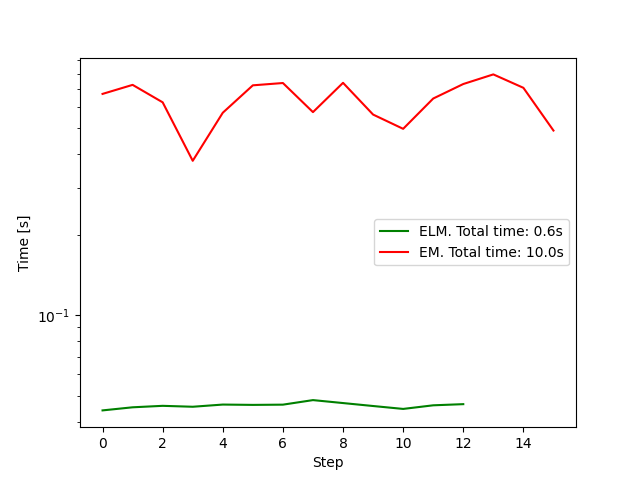 Time [s]
10⁻¹
ELM. Total time: 0.6s
EM. Total time: 10.0s
0 2 4 6 8 10 12 14
Step